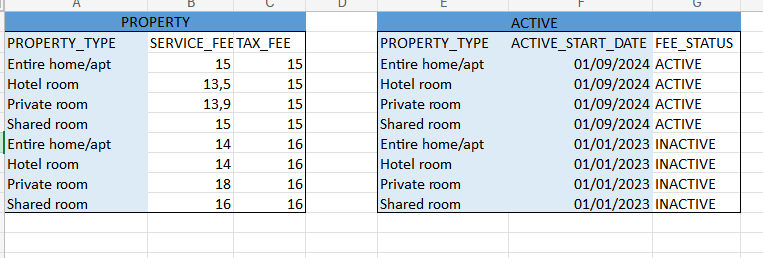 A B C D E F G
PROPERTY ACTIVE
PROPERTY_TYPE SERVICE_FEE TAX_FEE PROPERTY_TYPE ACTIVE_START_DATE FEE_STATUS
Entire home/apt 15 15 Entire home/apt 01/09/2024 ACTIVE
Hotel room 13,5 15 Hotel room 01/09/2024 ACTIVE
Private room 13,9 15 Private room 01/09/2024 ACTIVE
Shared room 15 15 Shared room 01/09/2024 ACTIVE
Entire home/apt 14 16 Entire home/apt 01/01/2023 INACTIVE
Hotel room 14 16 Hotel room 01/01/2023 INACTIVE
Private room 18 16 Private room 01/01/2023 INACTIVE
Shared room 16 16 Shared room 01/01/2023 INACTIVE